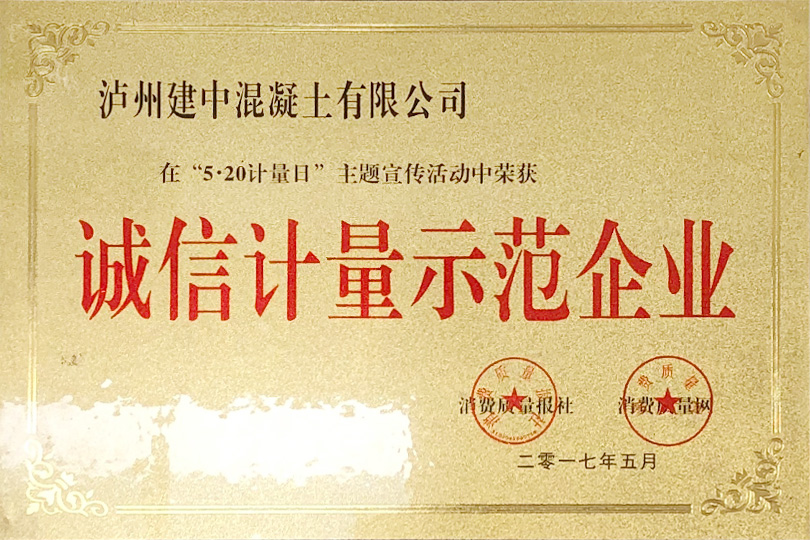 泸州建中混凝土有限公司
在“5·20计量日”主题宣传活动中荣获
诚信计量示范企业
消费质量报社 消费质量网
二零一七年五月